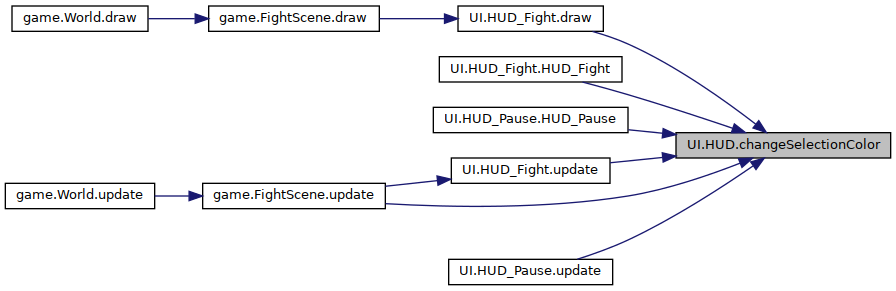 game.World.draw
game.FightScene.draw
UI.HUD_Fight.draw
UI.HUD_Fight.HUD_Fight
UI.HUD_Pause.HUD_Pause
UI.HUD.changeSelectionColor
UI.HUD_Fight.update
game.World.update
game.FightScene.update
UI.HUD_Pause.update